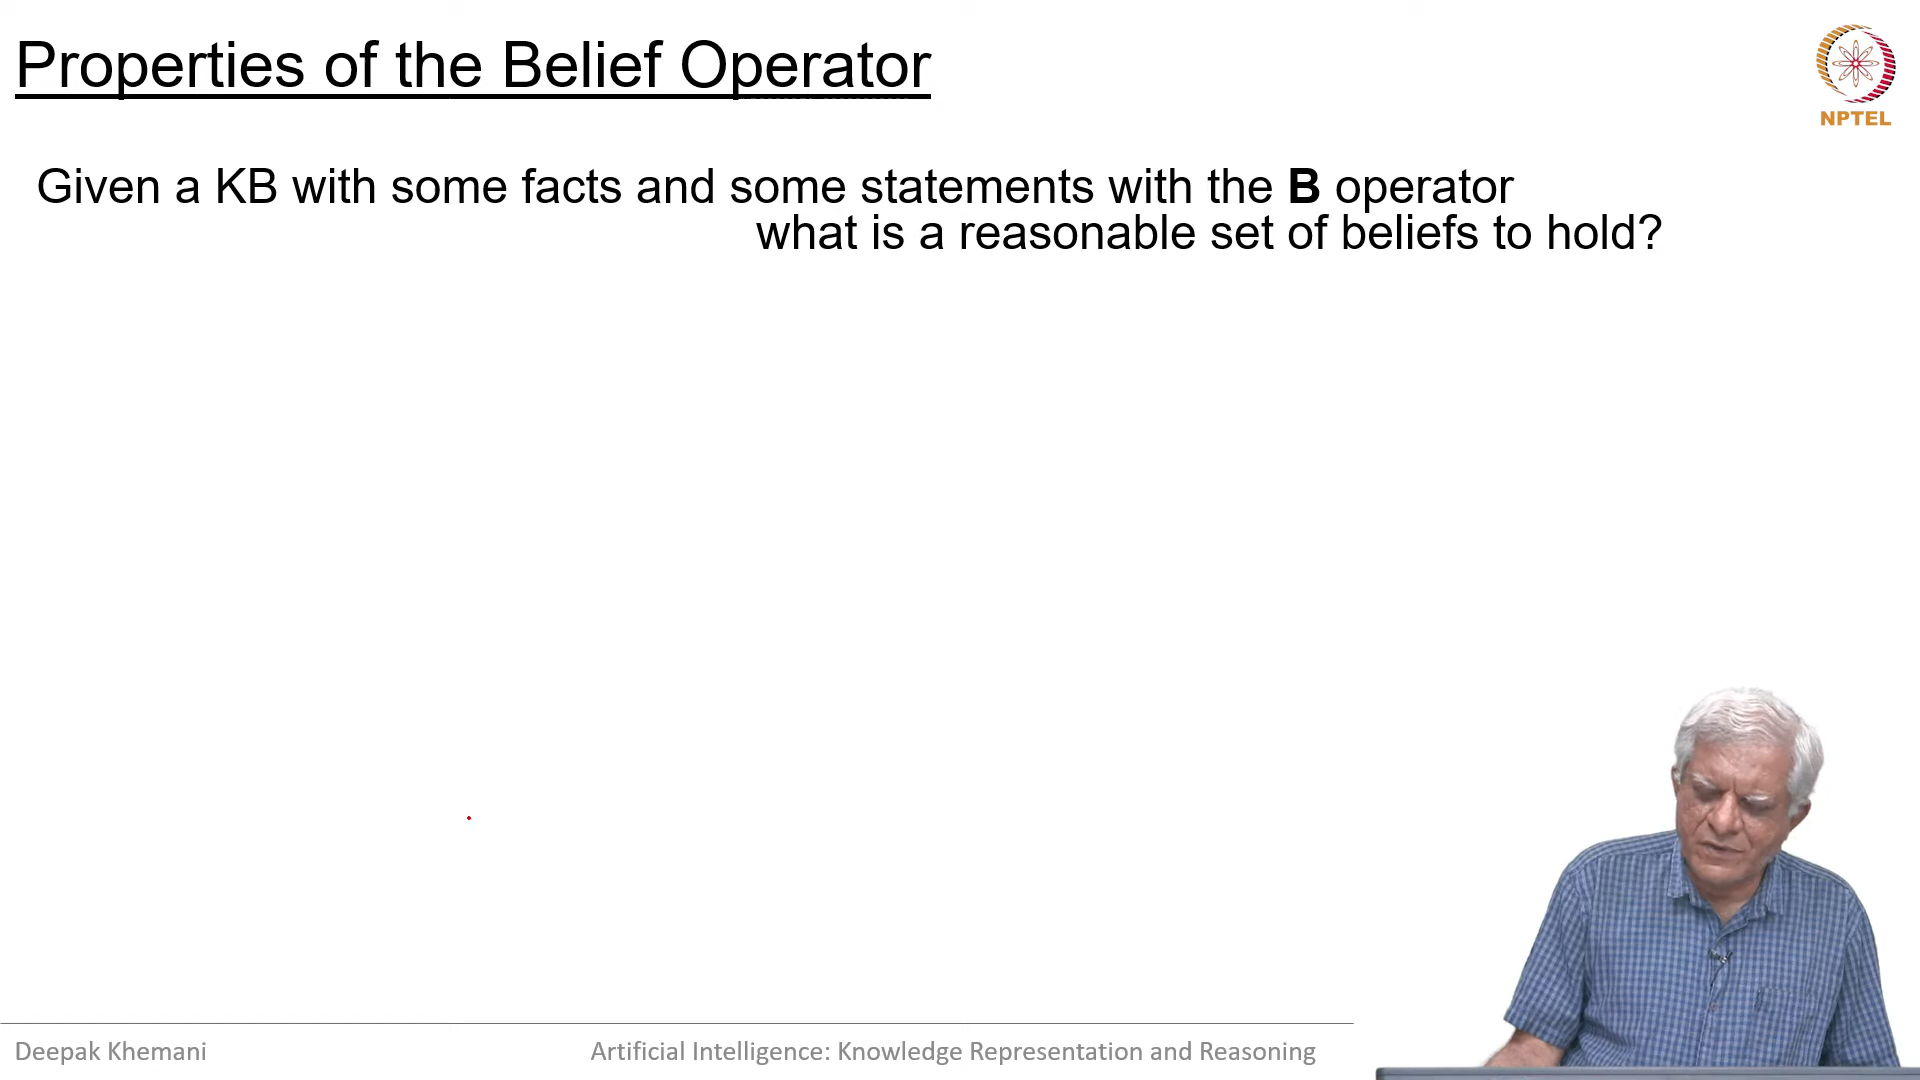 Properties of the Belief Operator
NPTEL
Given a KB with some facts and some statements with the B operator
what is a reasonable set of beliefs to hold?
Deepak Khemani
Artificial Intelligence: Knowledge Representation and Reasoning